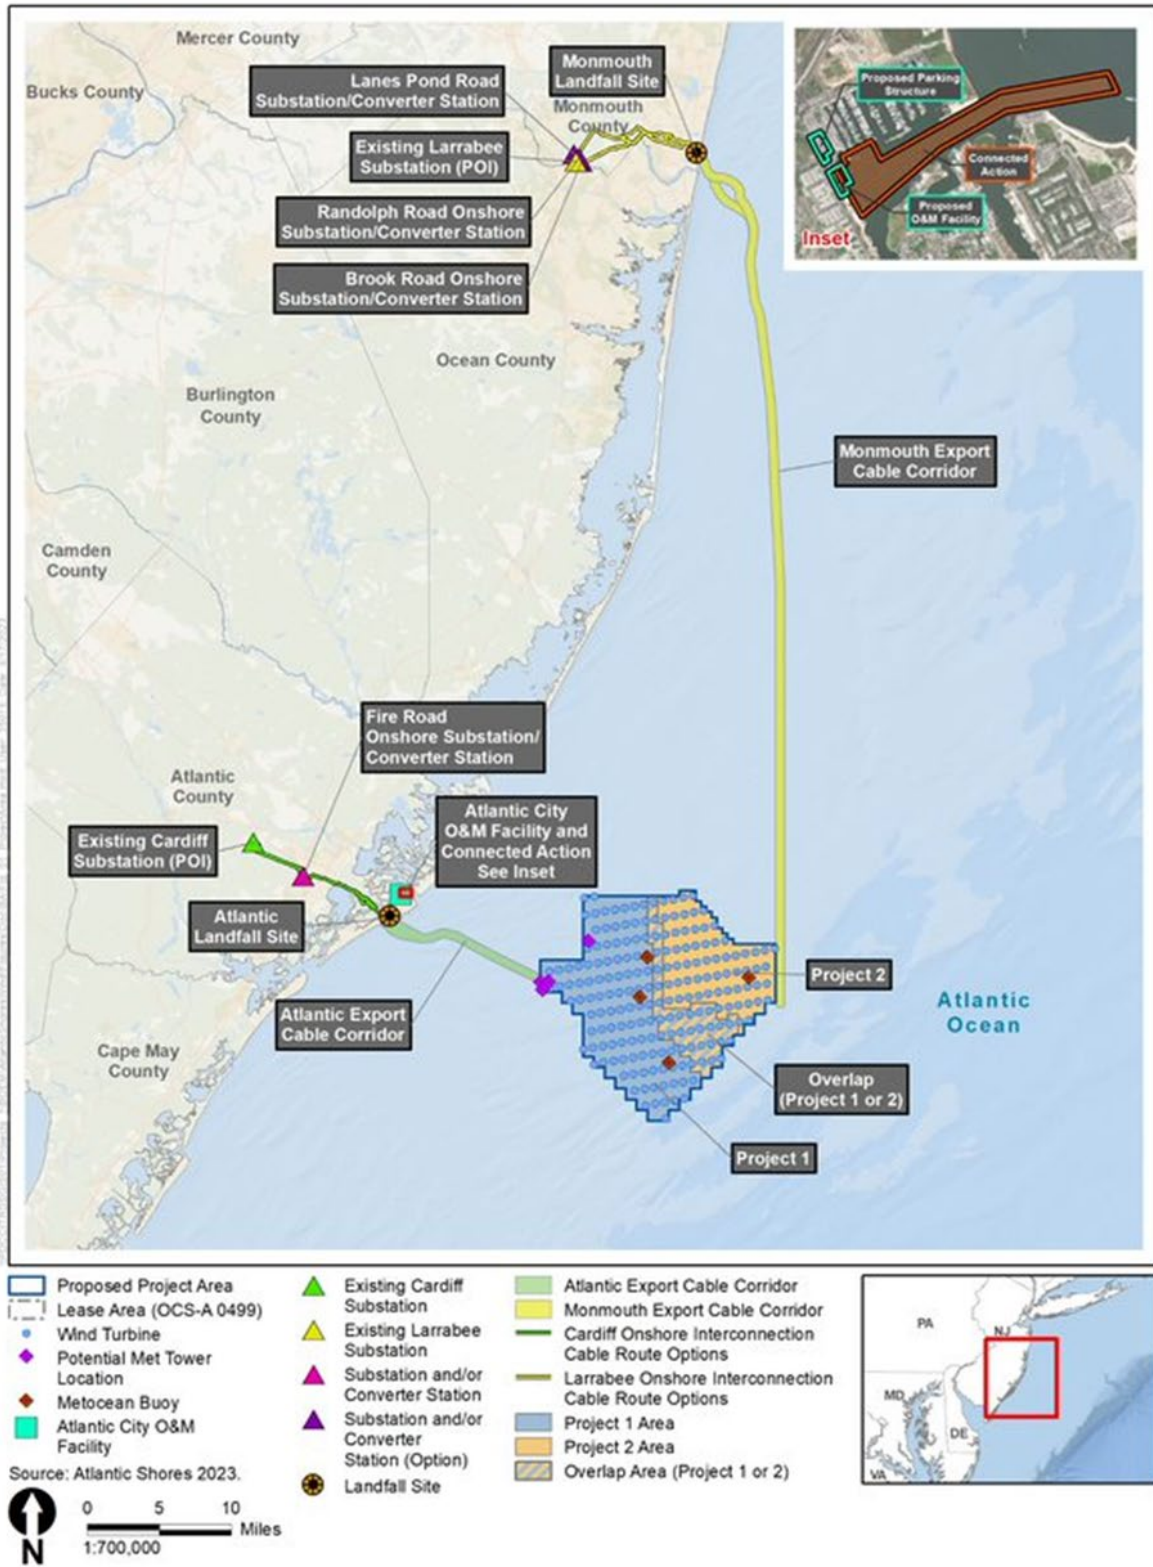 Mercer County
Bucks County
Lanes Pond Road
Substation/Converter Station
Monmouth
Landfall Site
Monmouth
County
Existing Larrabee
Substation (POI)
Randolph Road Onshore
Substation/Converter Station
Brook Road Onshore
Substation/Converter Station
Proposed Parking
Structure
Connected
Action
Proposed
O&M Facility
Inset
Ocean County
Burlington
County
Monmouth Export
Cable Corridor
Camden
County
Fire Road
Onshore Substation/
Converter Station
Atlantic
County
Existing Cardiff
Substation (POI)
Atlantic City
O&M Facility and
Connected Action
See Inset
Atlantic
Landfall Site
Atlantic Export
Cable Corridor
Project 2
Atlantic
Ocean
Cape May
County
Overlap
(Project 1 or 2)
Project 1
Proposed Project Area
Lease Area (OCS-A 0499)
Wind Turbine
Potential Met Tower
Location
Metocean Buoy
Atlantic City O&M
Facility
Existing Cardiff
Substation
Existing Larrabee
Substation
Substation and/or
Converter Station
Substation and/or
Converter
Station (Option)
Landfall Site
Atlantic Export Cable Corridor
Monmouth Export Cable Corridor
Cardiff Onshore Interconnection
Cable Route Options
Larrabee Onshore Interconnection
Cable Route Options
Project 1 Area
Project 2 Area
Overlap Area (Project 1 or 2)
PA
NJ
MD
DE
VA
Source: Atlantic Shores 2023.
N
0 5 10
Miles
1:700,000